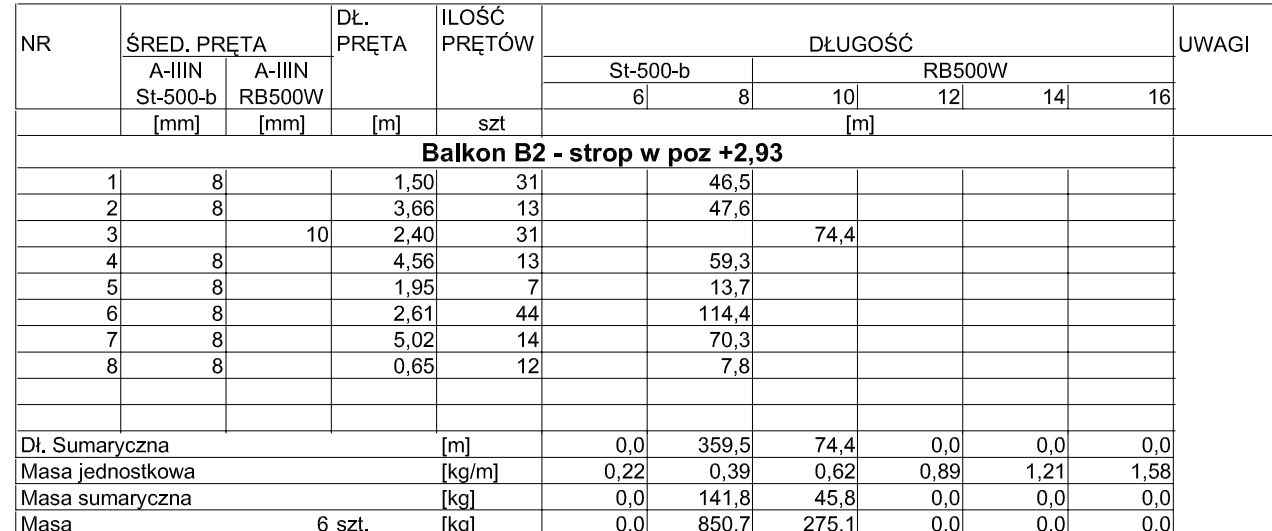 NR ŚRED. PRĘTA DŁ. PRĘTA ILOŚĆ PRĘTÓW DŁUGOŚĆ UWAGI
A-IIIN A-IIIN St-500-b RB500W
St-500-b RB500W 6 8 10 12 14 16
[mm] [mm] [m] szt [m]
Balkon B2 - strop w poz +2,93
1 8 1,50 31 46,5
2 8 3,66 13 47,6
3 10 2,40 31 74,4
4 8 4,56 13 59,3
5 8 1,95 7 13,7
6 8 2,61 44 114,4
7 8 5,02 14 70,3
8 8 0,65 12 7,8
Dł. Sumaryczna [m] 0,0 359,5 74,4 0,0 0,0 0,0
Masa jednostkowa [kg/m] 0,22 0,39 0,62 0,89 1,21 1,58
Masa sumaryczna [kg] 0,0 141,8 45,8 0,0 0,0 0,0
Masa 6 szt. [kg] 0,0 850,7 275,1 0,0 0,0 0,0